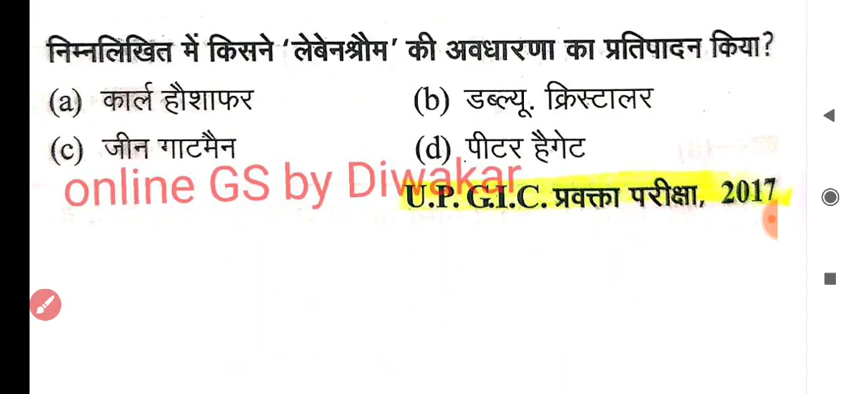 निम्नलिखित में किसने ‘लेबेनश्रौम’ की अवधारणा का प्रतिपादन किया?
(a) कार्ल हौशाफर (b) डब्ल्यू. क्रिस्टालर
(c) जीन गाटमैन (d) पीटर हैगेट
online GS by Diwakar
U.P. G.I.C. प्रवक्ता परीक्षा, 2017